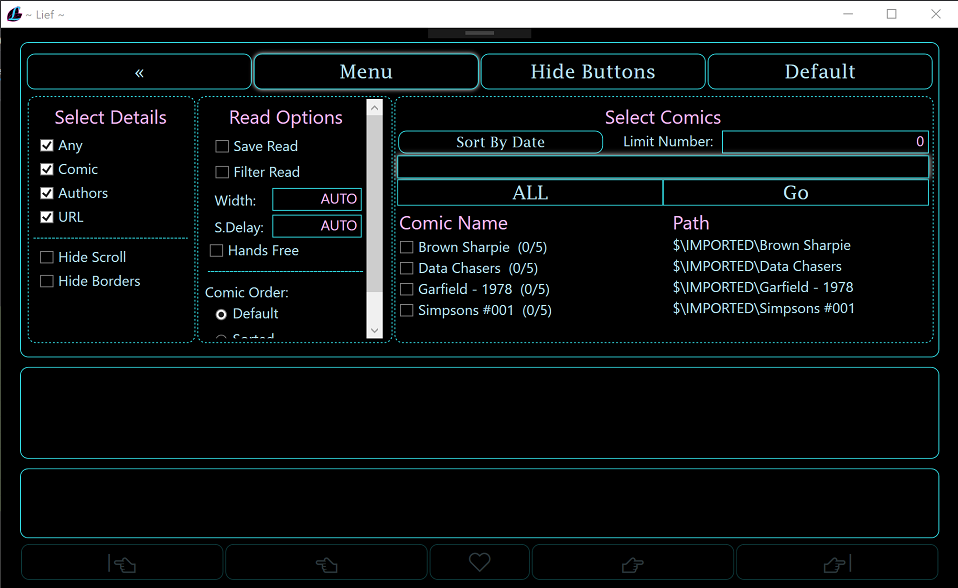 ~ Lief ~
«
Menu
Hide Buttons
Default
Select Details
Any
Comic
Authors
URL
Hide Scroll
Hide Borders
Read Options
Save Read
Filter Read
Width: AUTO
S.Delay: AUTO
Hands Free
Comic Order:
Default
Sorted
Select Comics
Sort By Date
Limit Number: 0
ALL
Go
Comic Name Path
Brown Sharpie (0/5) $\IMPORTED\Brown Sharpie
Data Chasers (0/5) $\IMPORTED\Data Chasers
Garfield - 1978 (0/5) $\IMPORTED\Garfield - 1978
Simpsons #001 (0/5) $\IMPORTED\Simpsons #001